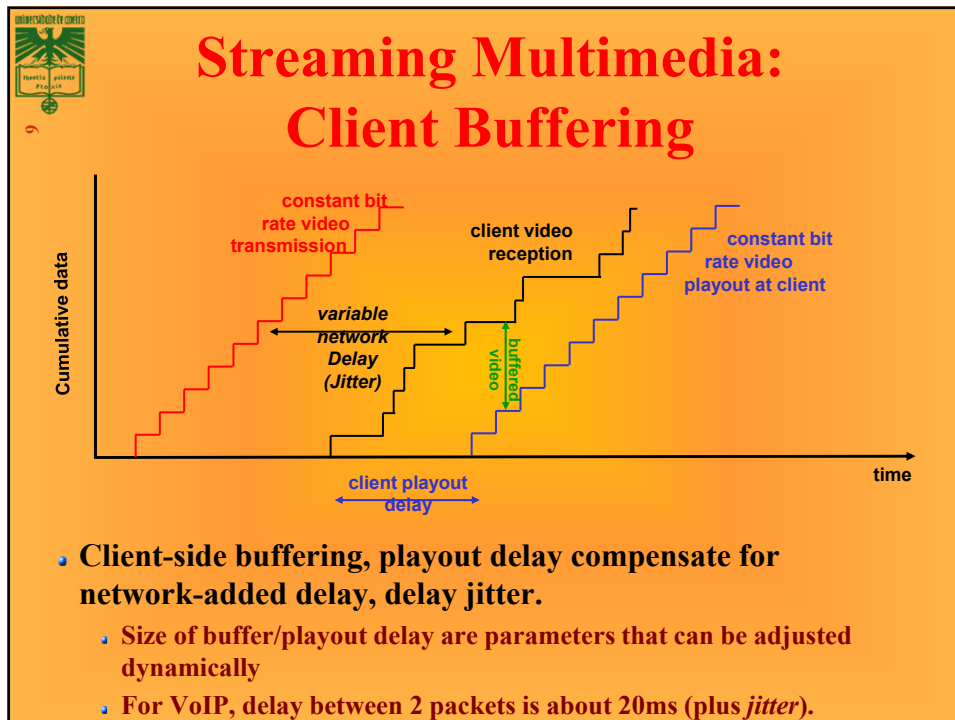 Streaming Multimedia:
Client Buffering
6
Cumulative data
constant bit
rate video
transmission
variable
network
Delay
(Jitter)
client video
reception
buffered
video
constant bit
rate video
playout at client
time
client playout
delay
Client-side buffering, playout delay compensate for
network-added delay, delay jitter.
Size of buffer/playout delay are parameters that can be adjusted
dynamically
For VoIP, delay between 2 packets is about 20ms (plus jitter).